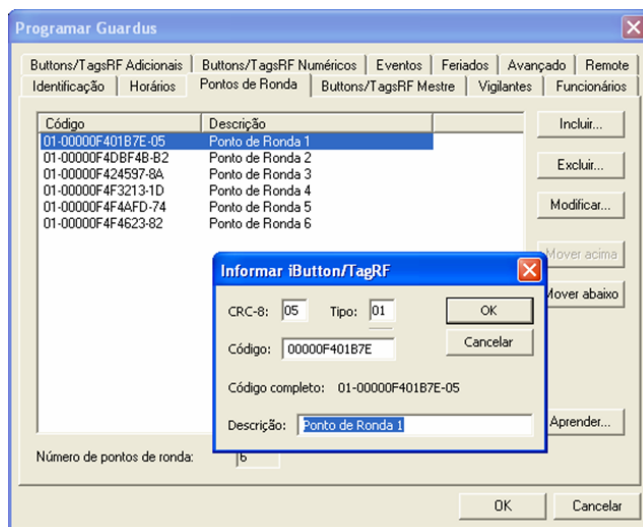 Programar Guardus
Buttons/TagsRF Adicionais Buttons/TagsRF Numéricos Eventos Feriados Avançado Remote
Identificação Horários Pontos de Ronda Buttons/TagsRF Mestre Vigilantes Funcionários
Código Descrição
01-00000F401B7E-05 Ponto de Ronda 1
01-00000F4DBF4B-B2 Ponto de Ronda 2
01-00000F424597-8A Ponto de Ronda 3
01-00000F4F3213-1D Ponto de Ronda 4
01-00000F4F4AFD-74 Ponto de Ronda 5
01-00000F4F4623-82 Ponto de Ronda 6
Incluir...
Excluir...
Modificar...
Mover acima
Mover abaixo
Aprender...
Informar iButton/TagRF
CRC-8: 05 Tipo: 01 OK
Código: 00000F401B7E Cancelar
Código completo: 01-00000F401B7E-05
Descrição: Ponto de Ronda 1
Número de pontos de ronda: 6
OK Cancelar